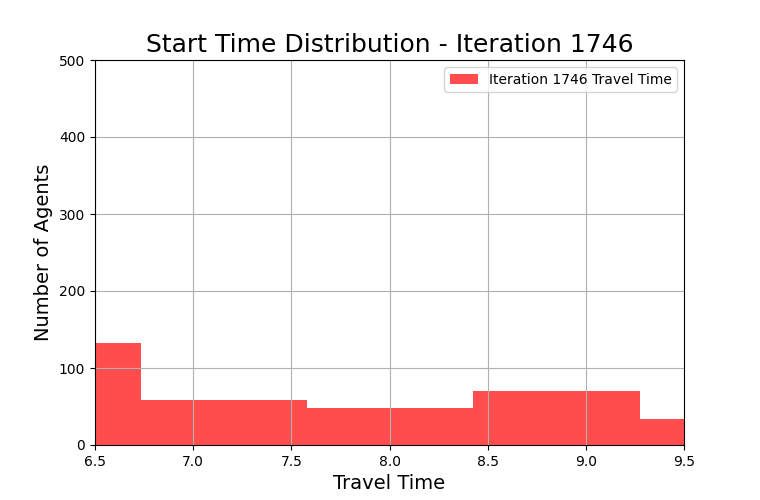 Start Time Distribution - Iteration 1746
Iteration 1746 Travel Time
500
400
300
200
100
0
Number of Agents
6.5 7.0 7.5 8.0 8.5 9.0 9.5
Travel Time